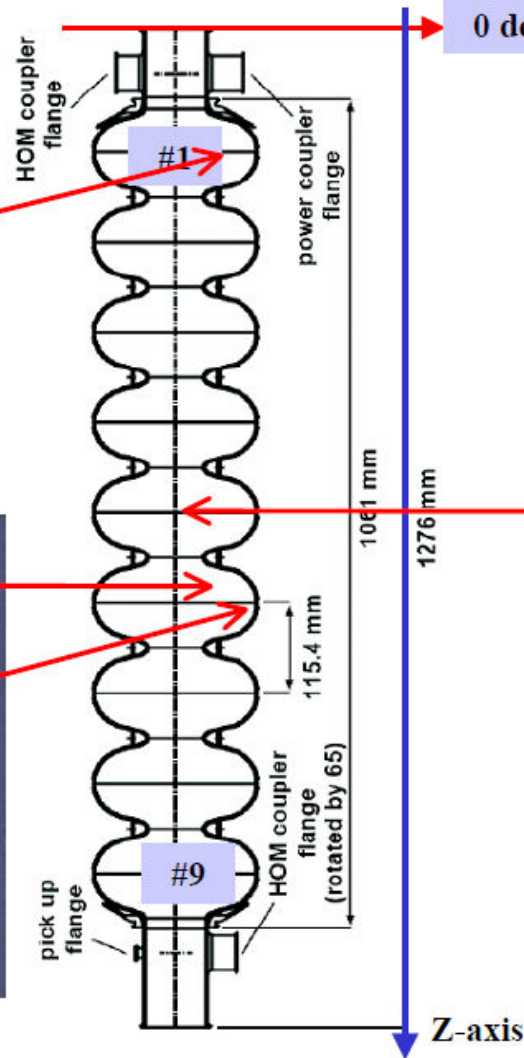 0 de
HOM coupler
flange
power coupler
flange
#1
1061 mm
1276 mm
115.4 mm
HOM coupler
flange
(rotated by 65)
#9
pick up
flange
Z-axis